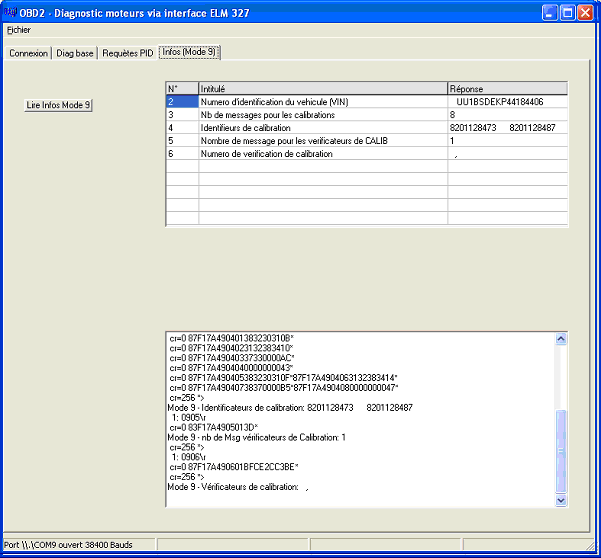 OBD2 - Diagnostic moteurs via interface ELM 327
Fichier
Connexion Diag base Requètes PID Infos (Mode 9)
Lire Infos Mode 9
N° Intitulé Réponse
2 Numero d'identification du vehicule (VIN) UU1BSDEKP44184406
3 Nb de messages pour les calibrations 8
4 Identifieurs de calibration 8201128473 8201128487
5 Nombre de message pour les verificateurs de CALIB 1
6 Numero de verification de calibration ,
cr=0 87F17A490401383230310B*
cr=0 87F17A4904023132383410*
cr=0 87F17A49040337330000AC*
cr=0 87F17A4904040000000043*
cr=0 87F17A490405383230310F*87F17A4904063132383414*
cr=0 87F17A49040738370000B5*87F17A4904080000000047*
cr=256 *>
Mode 9 - Identificateurs de calibration: 8201128473 8201128487
1: 0905\r
cr=0 83F17A4905013D*
Mode 9 - nb de Msg vérificateurs de Calibration: 1
cr=256 *>
1: 0906\r
cr=0 87F17A490601BFCE2CC3BE*
cr=256 *>
Mode 9 - Vérificateurs de calibration: ,
Port \\.\COM9 ouvert 38400 Bauds